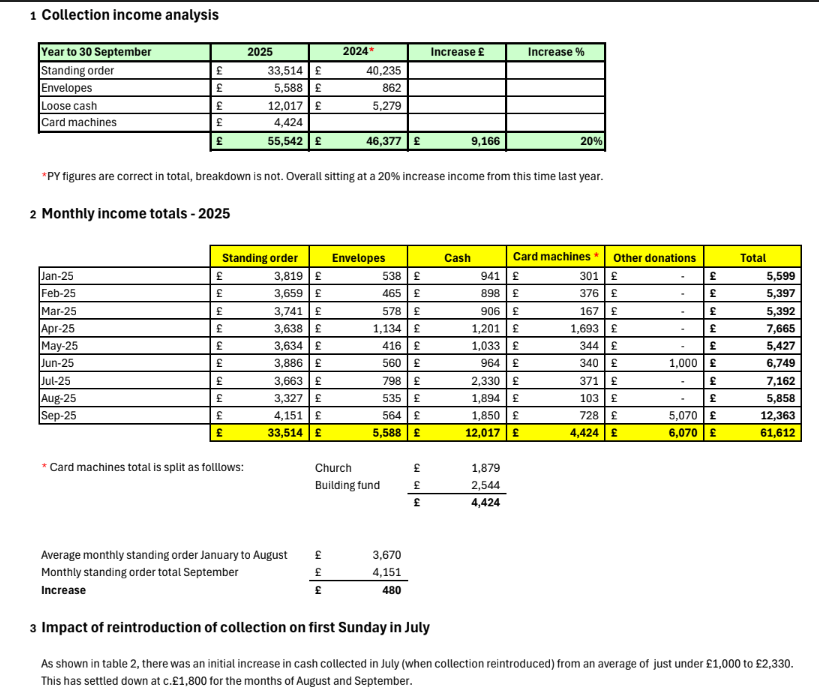 1 Collection income analysis
Year to 30 September 2025 2024* Increase £ Increase %
Standing order £ 33,514 £ 40,235
Envelopes £ 5,588 £ 862
Loose cash £ 12,017 £ 5,279
Card machines £ 4,424
£ 55,542 £ 46,377 £ 9,166 20%
*PY figures are correct in total, breakdown is not. Overall sitting at a 20% increase income from this time last year.
2 Monthly income totals - 2025
Standing order Envelopes Cash Card machines * Other donations Total
Jan-25 £ 3,819 £ 538 £ 941 £ 301 £ - £ 5,599
Feb-25 £ 3,659 £ 465 £ 898 £ 376 £ - £ 5,397
Mar-25 £ 3,741 £ 578 £ 906 £ 167 £ - £ 5,392
Apr-25 £ 3,638 £ 1,134 £ 1,201 £ 1,693 £ - £ 7,665
May-25 £ 3,634 £ 416 £ 1,033 £ 344 £ - £ 5,427
Jun-25 £ 3,886 £ 560 £ 964 £ 340 £ 1,000 £ 6,749
Jul-25 £ 3,663 £ 798 £ 2,330 £ 371 £ - £ 7,162
Aug-25 £ 3,327 £ 535 £ 1,894 £ 103 £ - £ 5,858
Sep-25 £ 4,151 £ 564 £ 1,850 £ 728 £ 5,070 £ 12,363
£ 33,514 £ 5,588 £ 12,017 £ 4,424 £ 6,070 £ 61,612
* Card machines total is split as folllows: Church £ 1,879
Building fund £ 2,544
£ 4,424
Average monthly standing order January to August £ 3,670
Monthly standing order total September £ 4,151
Increase £ 480
3 Impact of reintroduction of collection on first Sunday in July
As shown in table 2, there was an initial increase in cash collected in July (when collection reintroduced) from an average of just under £1,000 to £2,330.
This has settled down at c.£1,800 for the months of August and September.